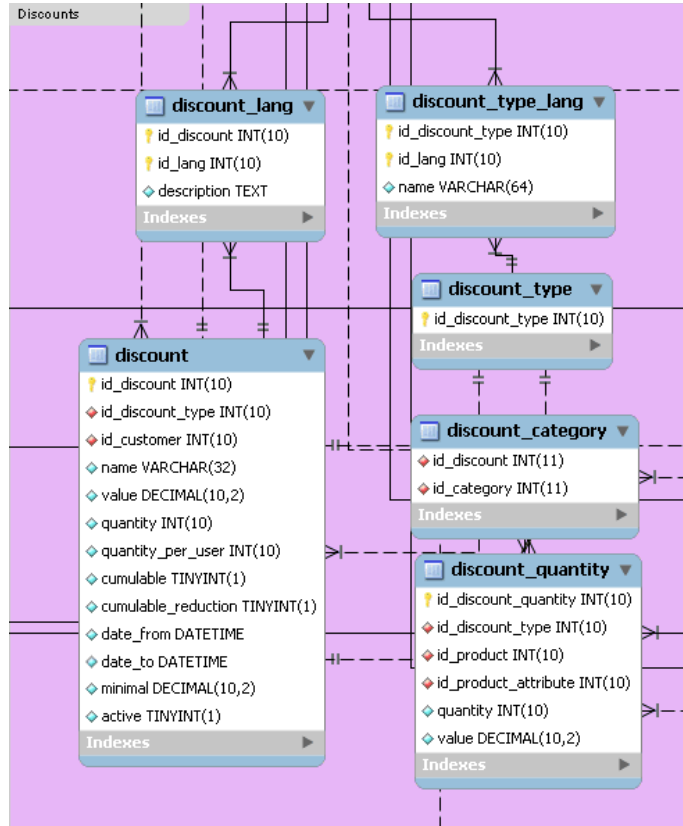 Discounts
discount_lang
id_discount INT(10)
id_lang INT(10)
description TEXT
Indexes
discount_type_lang
id_discount_type INT(10)
id_lang INT(10)
name VARCHAR(64)
Indexes
discount_type
id_discount_type INT(10)
Indexes
discount
id_discount INT(10)
id_discount_type INT(10)
id_customer INT(10)
name VARCHAR(32)
value DECIMAL(10,2)
quantity INT(10)
quantity_per_user INT(10)
cumulable TINYINT(1)
cumulable_reduction TINYINT(1)
date_from DATETIME
date_to DATETIME
minimal DECIMAL(10,2)
active TINYINT(1)
Indexes
discount_category
id_discount INT(11)
id_category INT(11)
Indexes
discount_quantity
id_discount_quantity INT(10)
id_discount_type INT(10)
id_product INT(10)
id_product_attribute INT(10)
quantity INT(10)
value DECIMAL(10,2)
Indexes